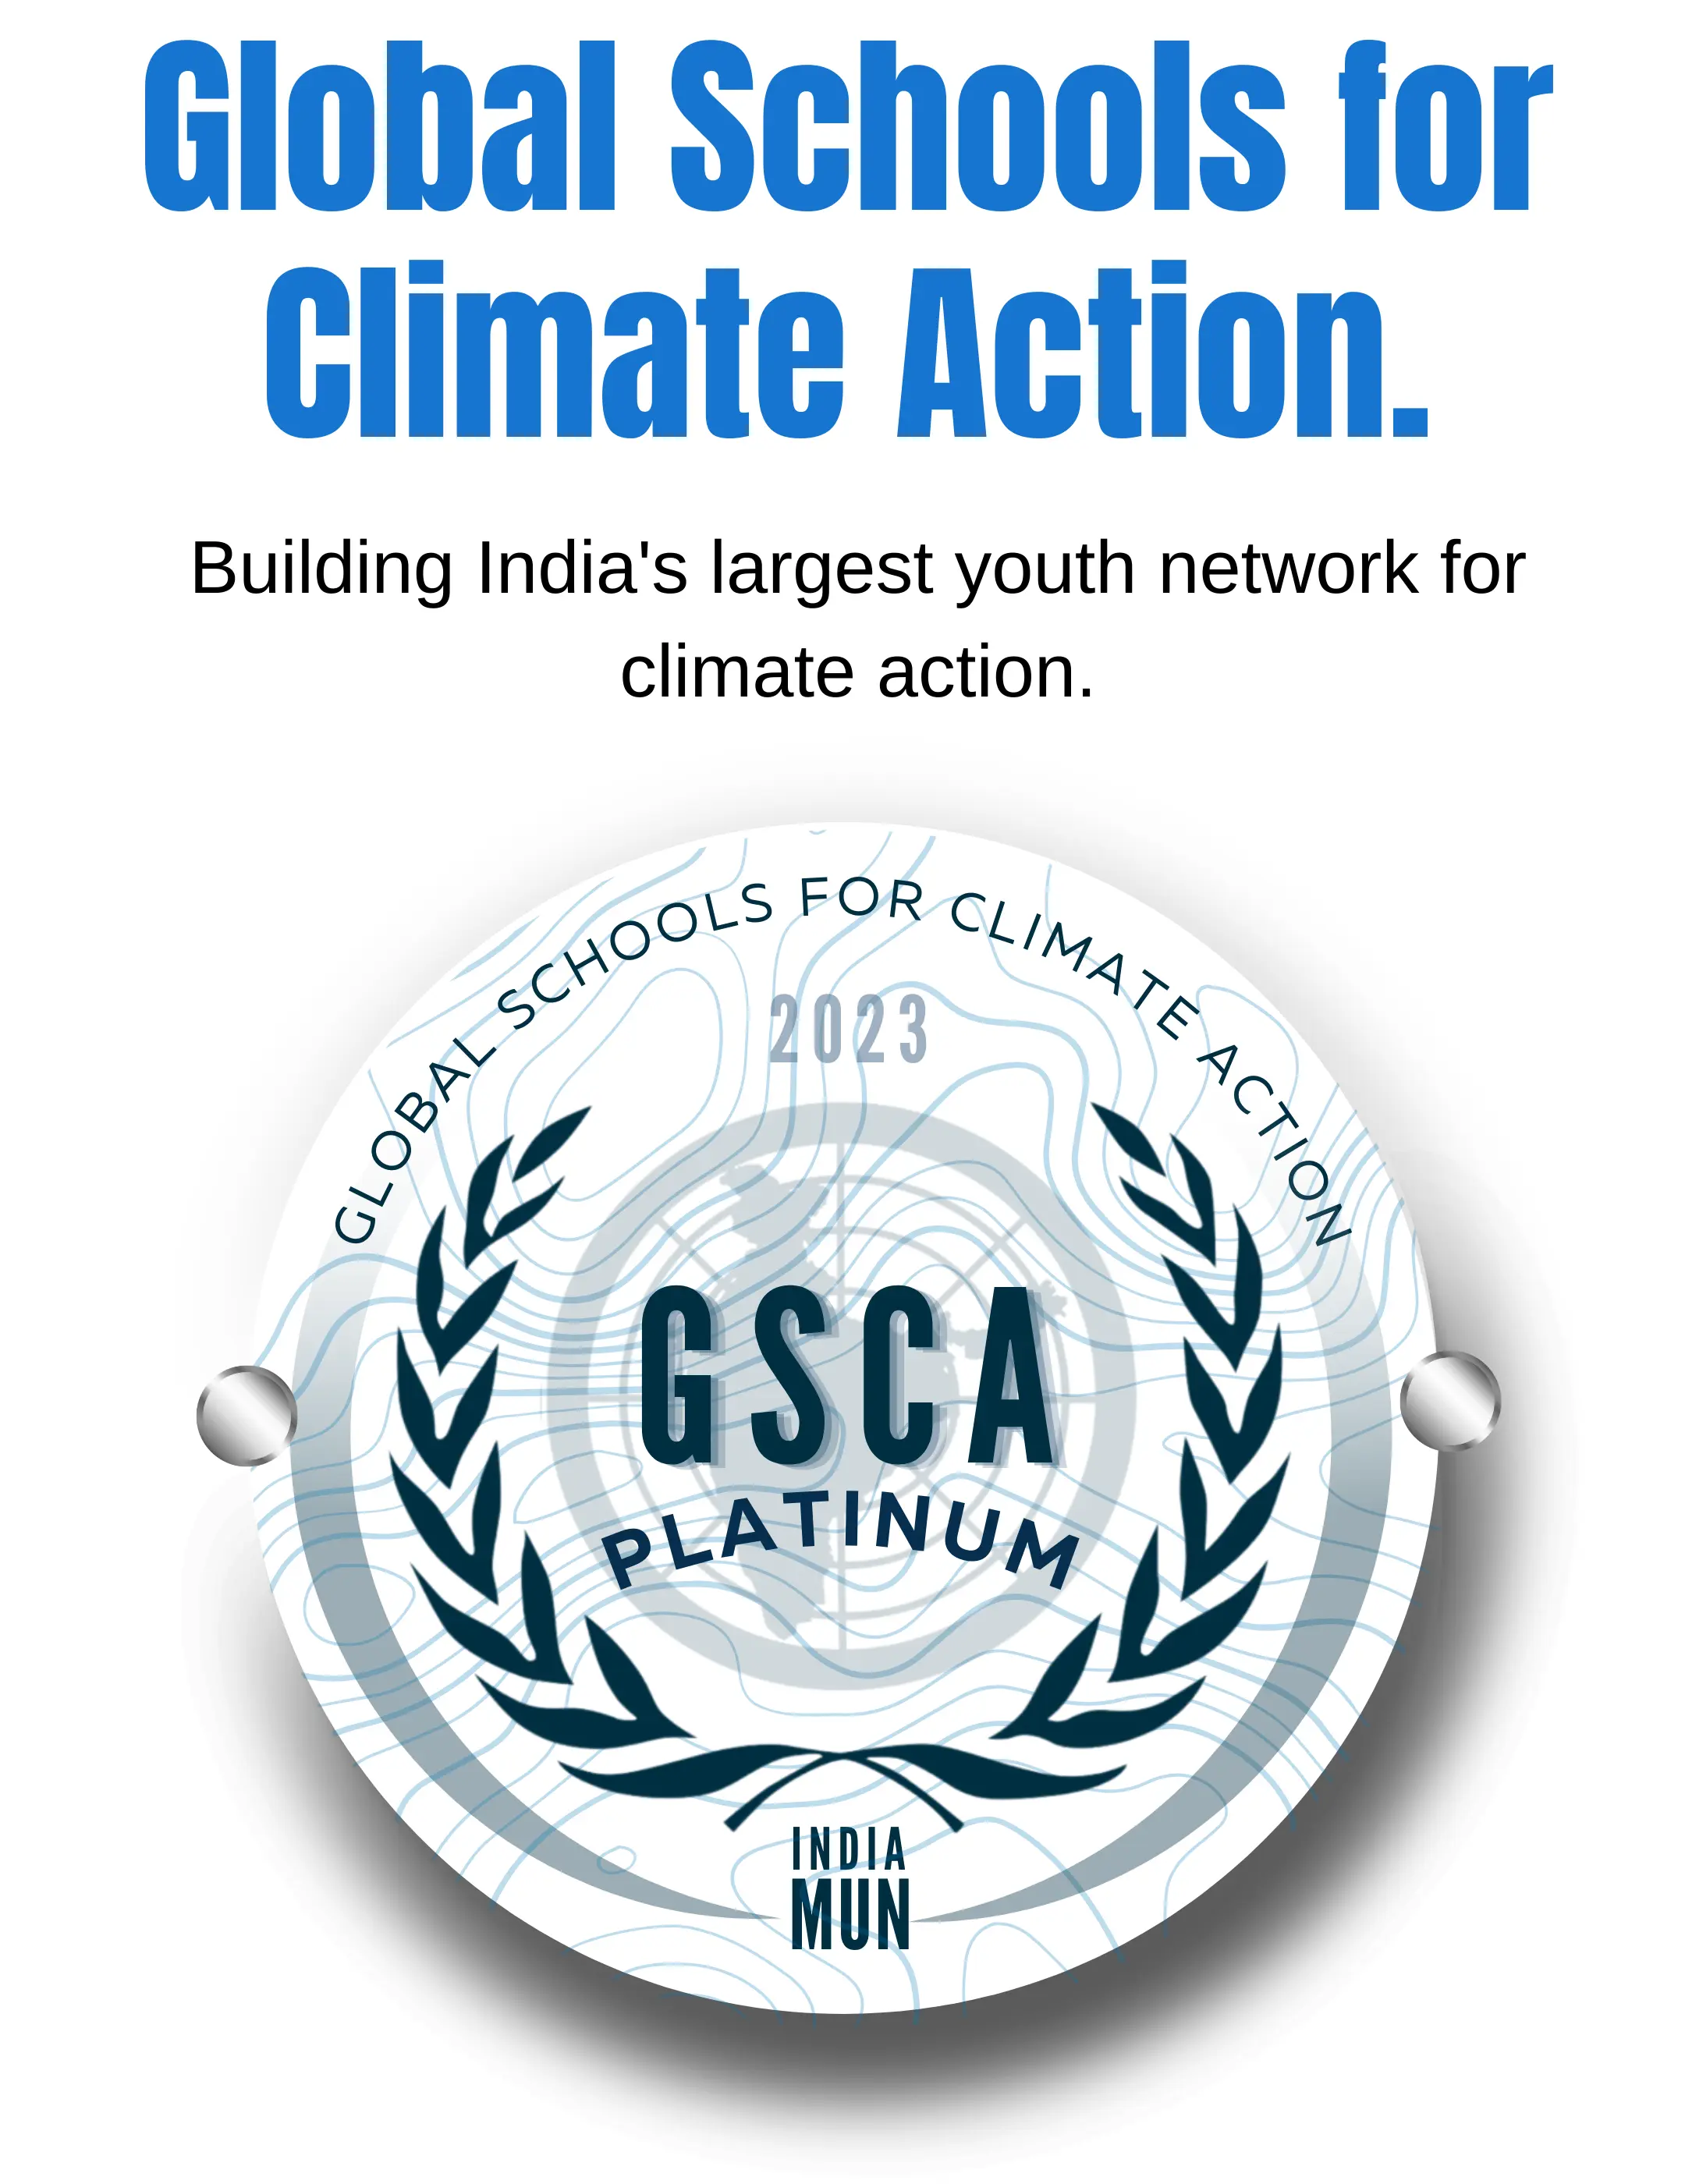 Global Schools for
Climate Action.
Building India's largest youth network for
climate action.
GLOBAL SCHOOLS FOR CLIMATE ACTION
2023
GSCA
PLATINUM
INDIA
MUN